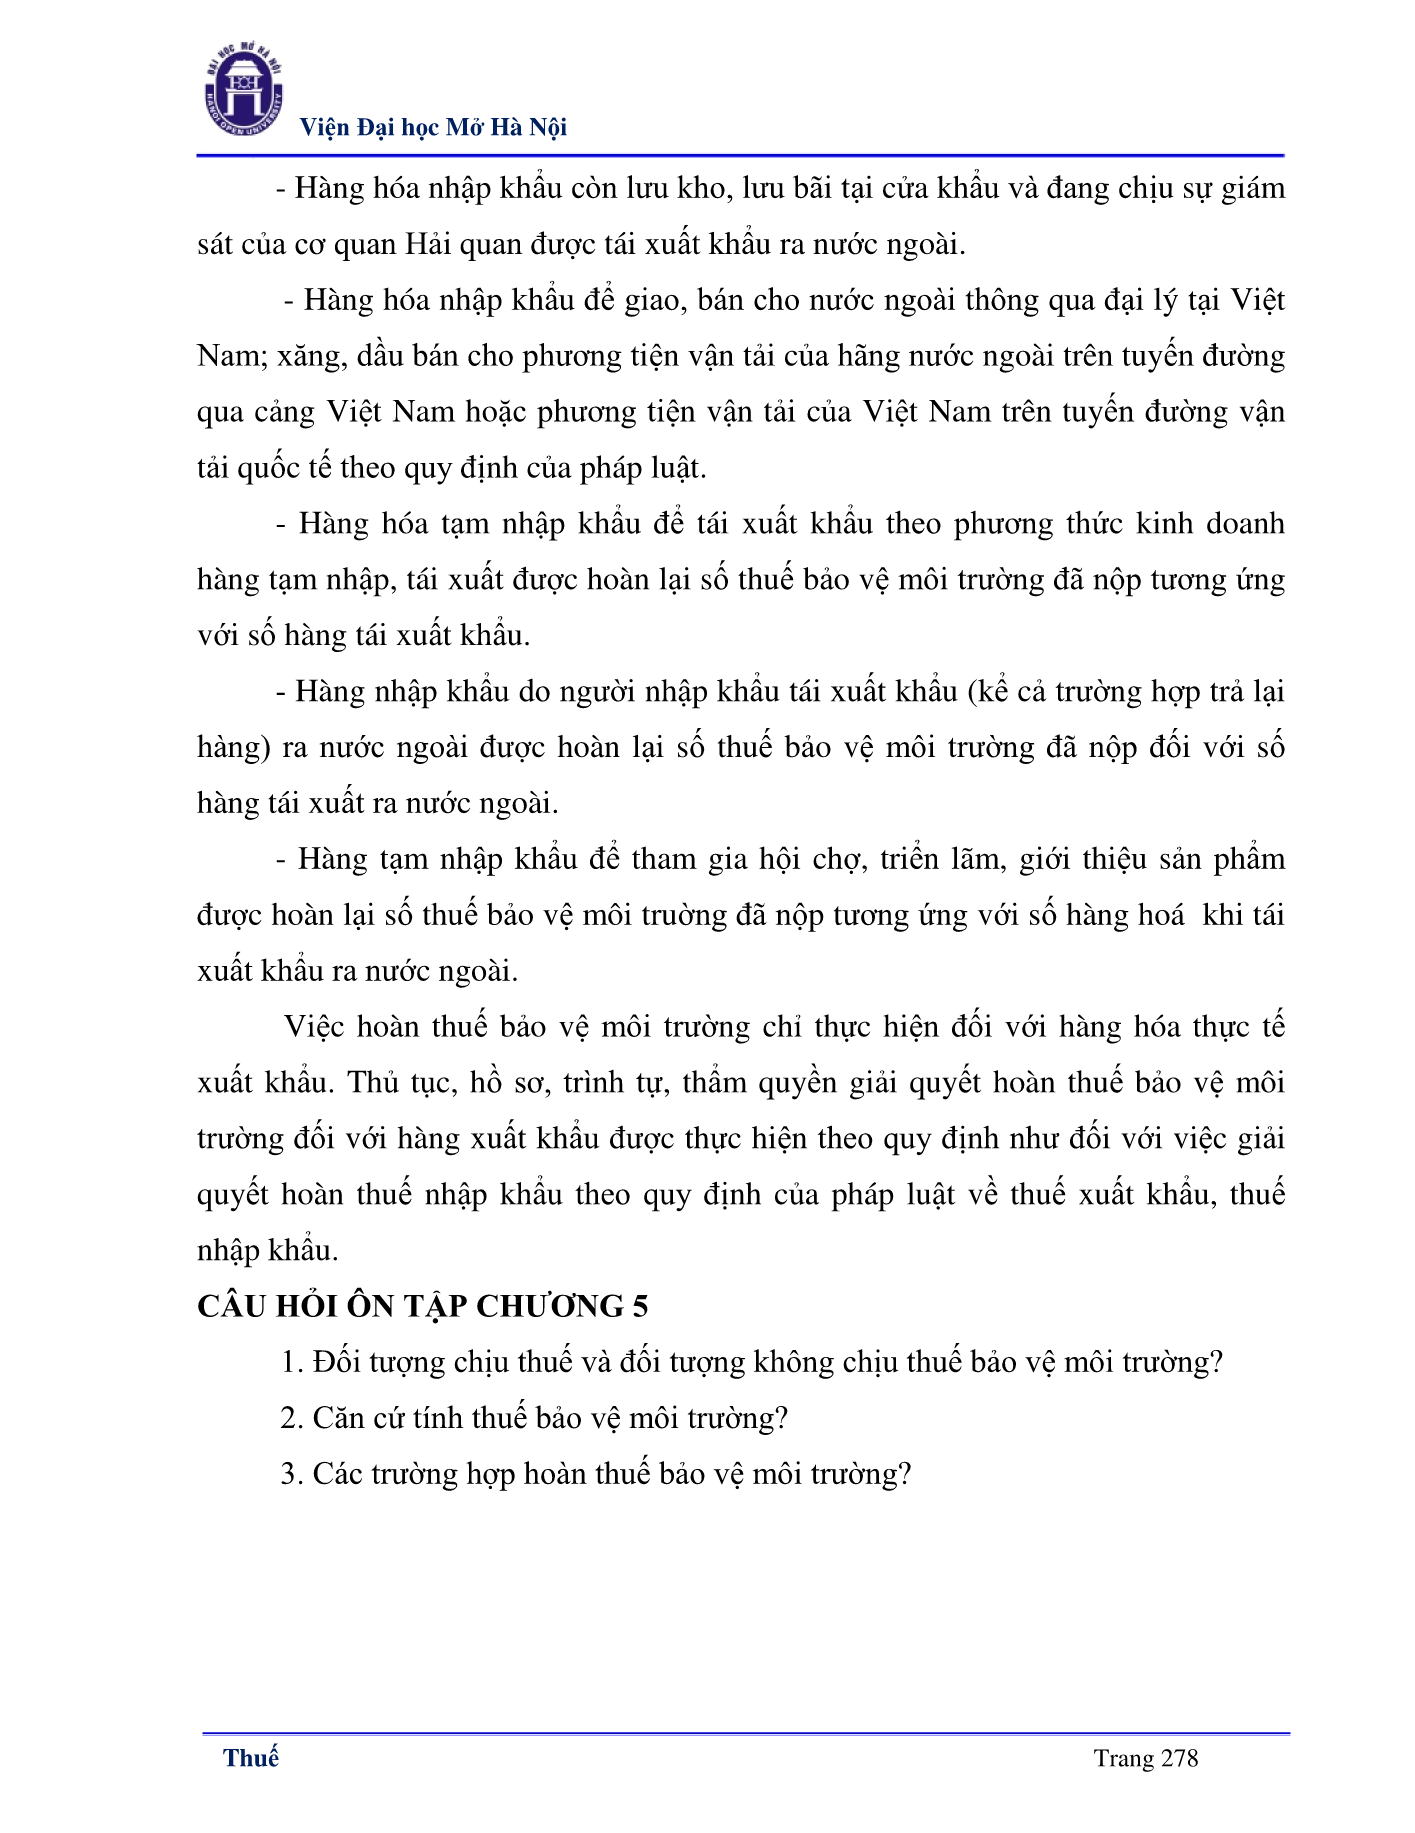 ĐẠI HỌC MỞ HÀ NỘI
HANOI OPEN UNIVERSITY
Viện Đại học Mở Hà Nội
- Hàng hóa nhập khẩu còn lưu kho, lưu bãi tại cửa khẩu và đang chịu sự giám
sát của cơ quan Hải quan được tái xuất khẩu ra nước ngoài.
- Hàng hóa nhập khẩu để giao, bán cho nước ngoài thông qua đại lý tại Việt
Nam; xăng, dầu bán cho phương tiện vận tải của hãng nước ngoài trên tuyến đường
qua cảng Việt Nam hoặc phương tiện vận tải của Việt Nam trên tuyến đường vận
tải quốc tế theo quy định của pháp luật.
- Hàng hóa tạm nhập khẩu để tái xuất khẩu theo phương thức kinh doanh
hàng tạm nhập, tái xuất được hoàn lại số thuế bảo vệ môi trường đã nộp tương ứng
với số hàng tái xuất khẩu.
- Hàng nhập khẩu do người nhập khẩu tái xuất khẩu (kể cả trường hợp trả lại
hàng) ra nước ngoài được hoàn lại số thuế bảo vệ môi trường đã nộp đối với số
hàng tái xuất ra nước ngoài.
- Hàng tạm nhập khẩu để tham gia hội chợ, triển lãm, giới thiệu sản phẩm
được hoàn lại số thuế bảo vệ môi truờng đã nộp tương ứng với số hàng hoá khi tái
xuất khẩu ra nước ngoài.
Việc hoàn thuế bảo vệ môi trường chỉ thực hiện đối với hàng hóa thực tế
xuất khẩu. Thủ tục, hồ sơ, trình tự, thẩm quyền giải quyết hoàn thuế bảo vệ môi
trường đối với hàng xuất khẩu được thực hiện theo quy định như đối với việc giải
quyết hoàn thuế nhập khẩu theo quy định của pháp luật về thuế xuất khẩu, thuế
nhập khẩu.
CÂU HỎI ÔN TẬP CHƯƠNG 5
1. Đối tượng chịu thuế và đối tượng không chịu thuế bảo vệ môi trường?
2. Căn cứ tính thuế bảo vệ môi trường?
3. Các trường hợp hoàn thuế bảo vệ môi trường?
Thuế
Trang 278